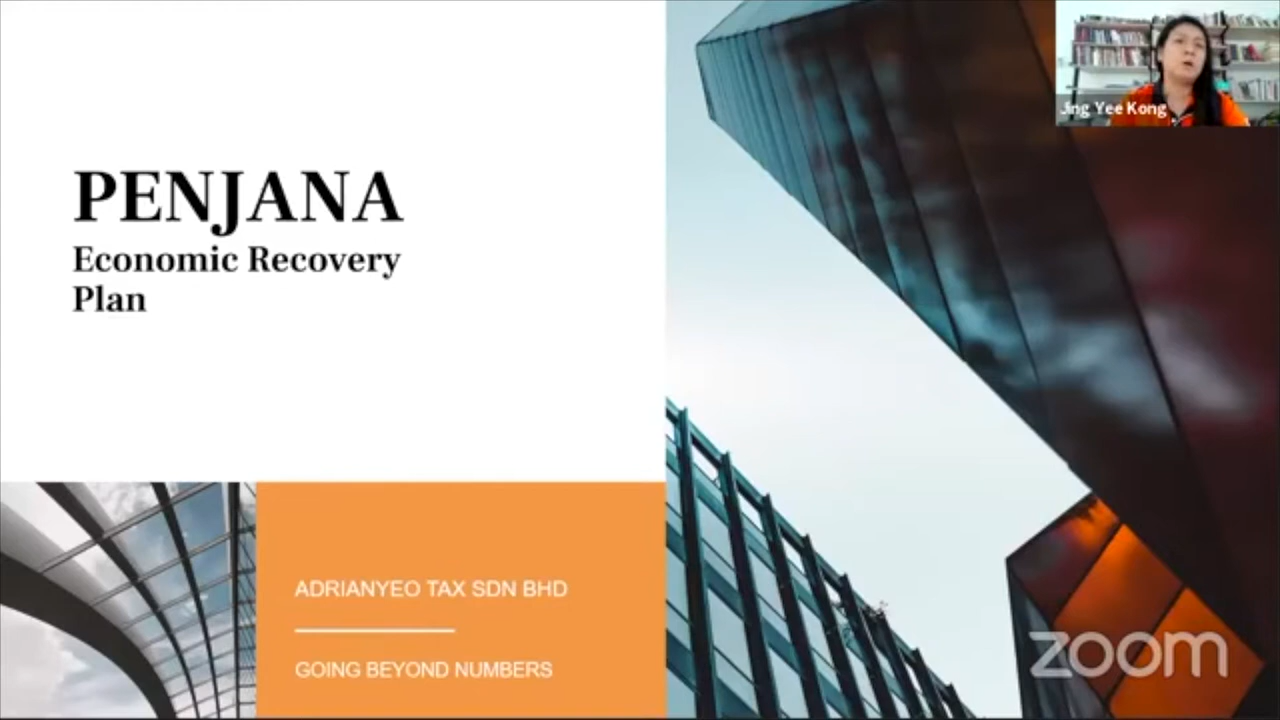 PENJANA
Economic Recovery
Plan
ADRIANYEO TAX SDN BHD
GOING BEYOND NUMBERS
Jing Yee Kong
zoom